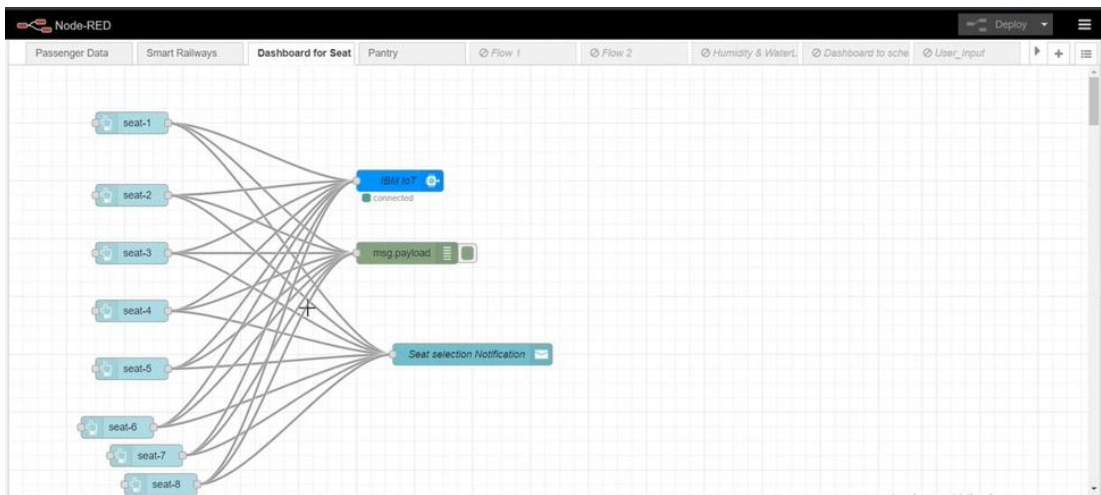 Node-RED
Deploy
Passenger Data
Smart Railways
Dashboard for Seat
Pantry
Flow 1
Flow 2
Humidity & WaterL
Dashboard to sche
User_Input
seat-1
IBM IoT
seat-2
connected
seat-3
msg.payload
seat-4
Seat selection Notification
seat-5
seat-6
seat-7
seat-8